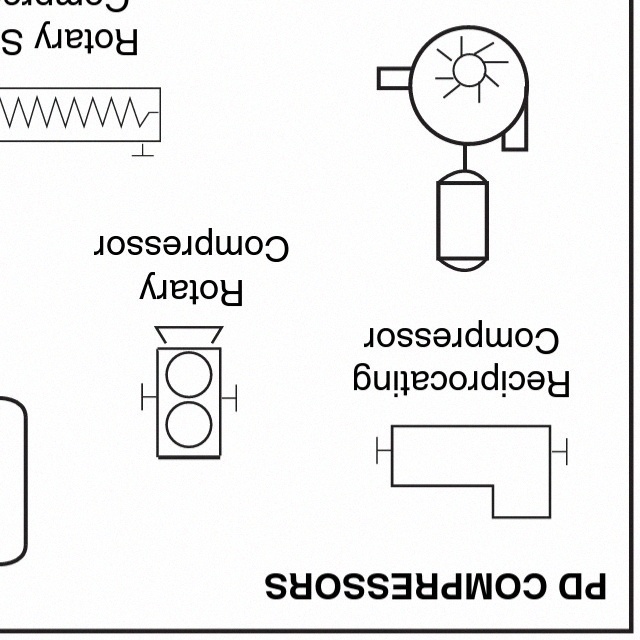 PD COMPRESSORS
Reciprocating
Compressor
Rotary
Compressor
Rotary S